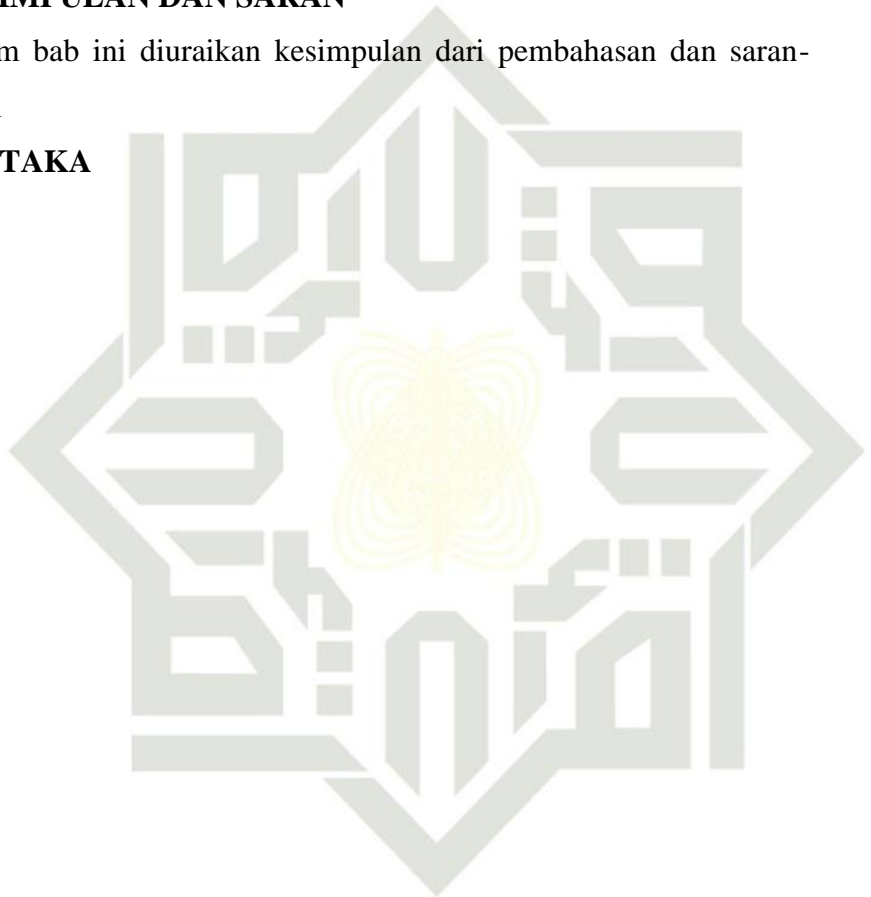 IMPULAN DAN SARAN
m bab ini diuraikan kesimpulan dari pembahasan dan saran-
TAKA